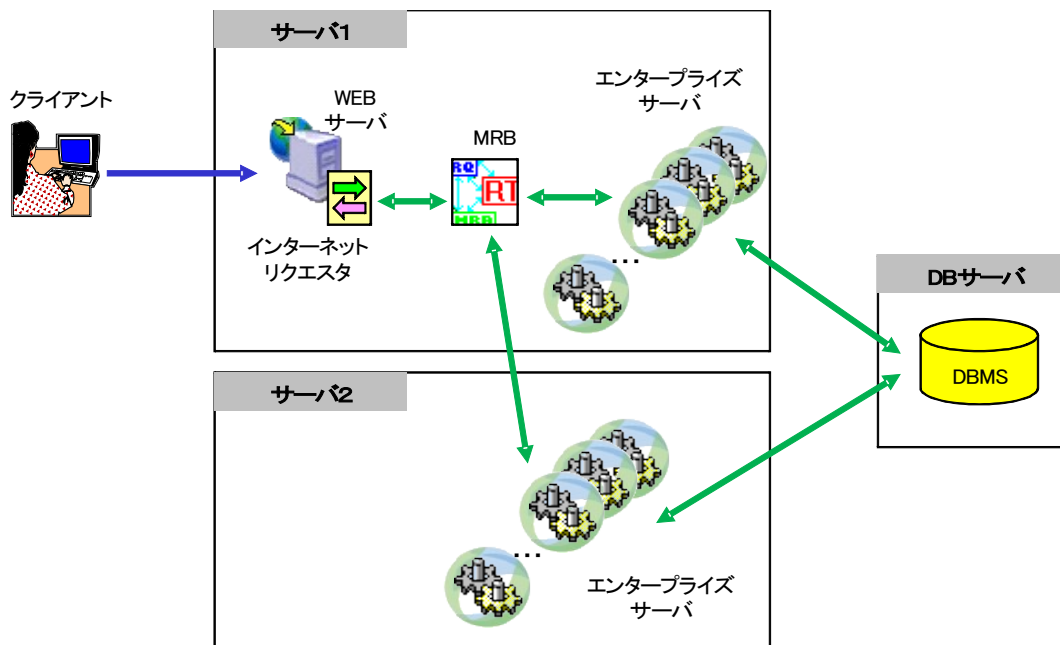 サーバ1
クライアント
WEB
サーバ
インターネット
リクエスタ
MRB
RQ
RT
MRB
エンタープライズ
サーバ
...
DBサーバ
DBMS
サーバ2
...
エンタープライズ
サーバ